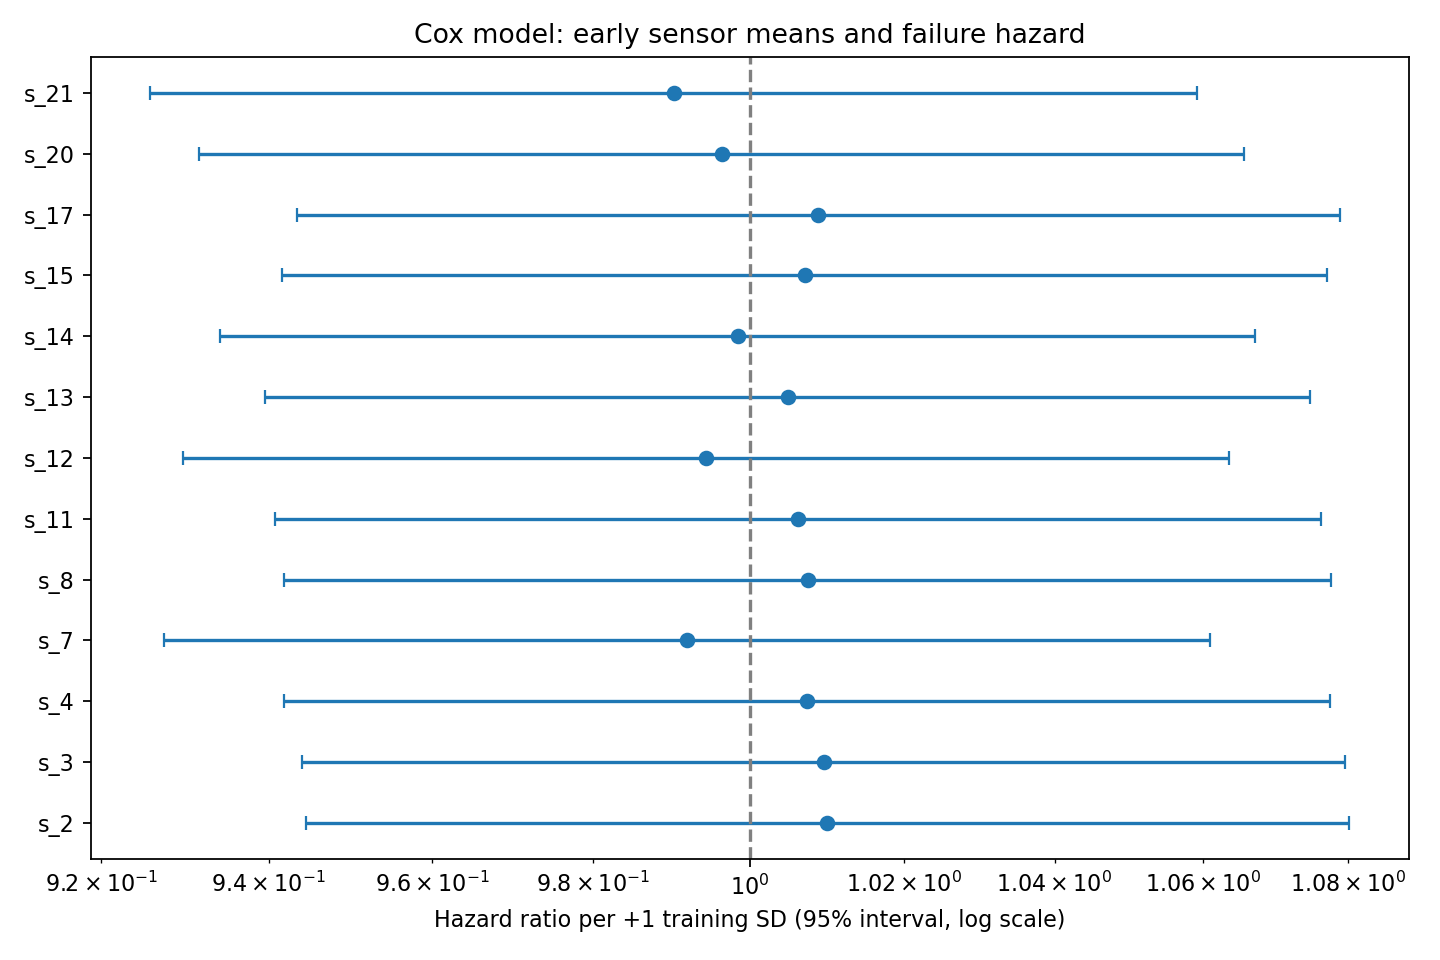 Cox model: early sensor means and failure hazard
s_21
s_20
s_17
s_15
s_14
s_13
s_12
s_11
s_8
s_7
s_4
s_3
s_2
9.2 × 10⁻¹ 9.4 × 10⁻¹ 9.6 × 10⁻¹ 9.8 × 10⁻¹ 10⁰ 1.02 × 10⁰ 1.04 × 10⁰ 1.06 × 10⁰ 1.08 × 10⁰
Hazard ratio per +1 training SD (95% interval, log scale)